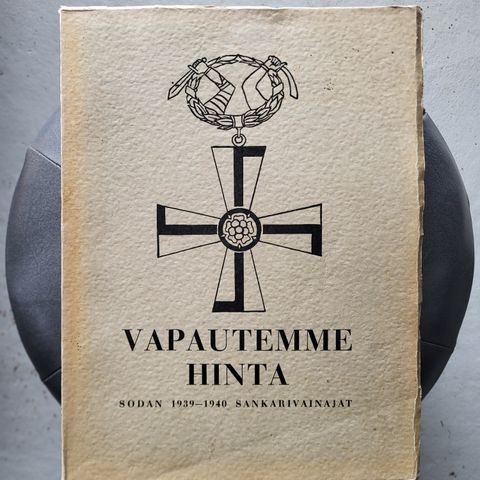 VAPAUTEMME
HINTA
SODAN 1939–1940 SANKARIVAINAJAT